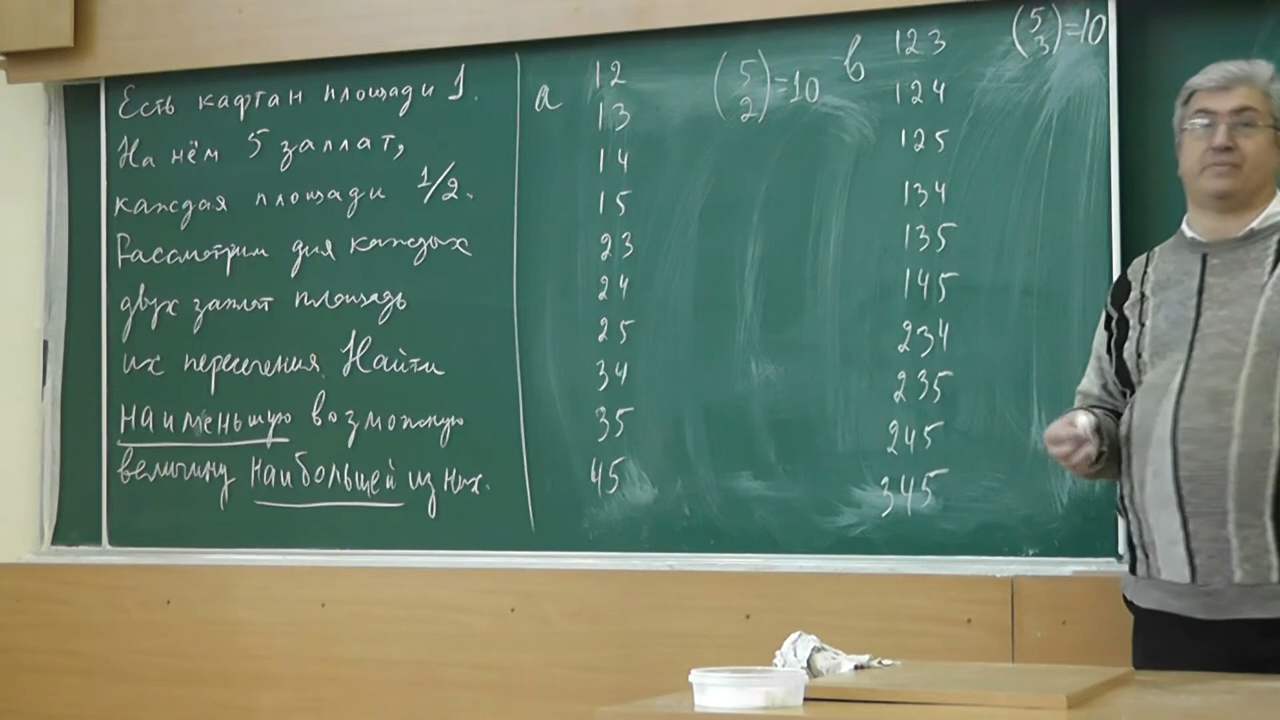 Есть кафтан площади 1.
На нём 5 заплат,
каждая площади 1/2.
Рассмотрим для каждых
двух заплат площадь
их пересечения. Найти
наименьшую возможную
величину наибольшей из них.
a
12
13
14
15
23
24
25
34
35
45
(5 2)=10
b
123
124
125
134
135
145
234
235
245
345
(5 3)=10